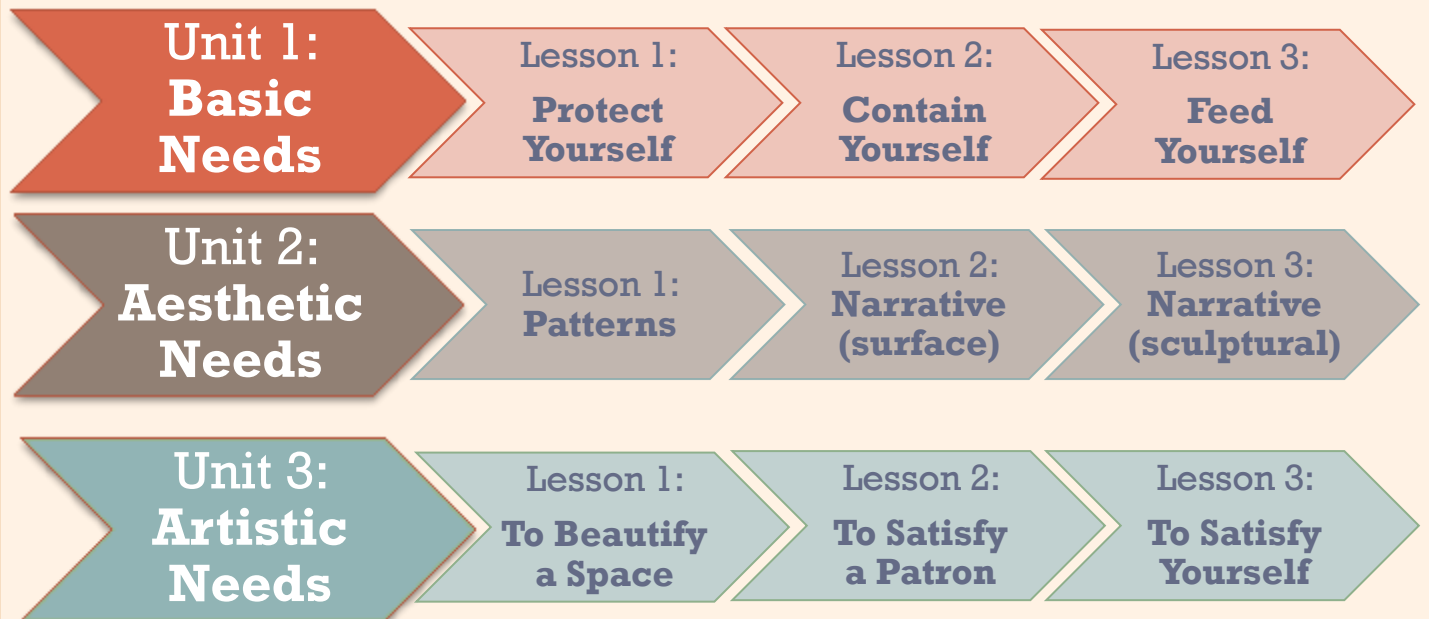 Unit 1:
Basic
Needs
Lesson 1:
Protect
Yourself
Lesson 2:
Contain
Yourself
Lesson 3:
Feed
Yourself
Unit 2:
Aesthetic
Needs
Lesson 1:
Patterns
Lesson 2:
Narrative
(surface)
Lesson 3:
Narrative
(sculptural)
Unit 3:
Artistic
Needs
Lesson 1:
To Beautify
a Space
Lesson 2:
To Satisfy
a Patron
Lesson 3:
To Satisfy
Yourself